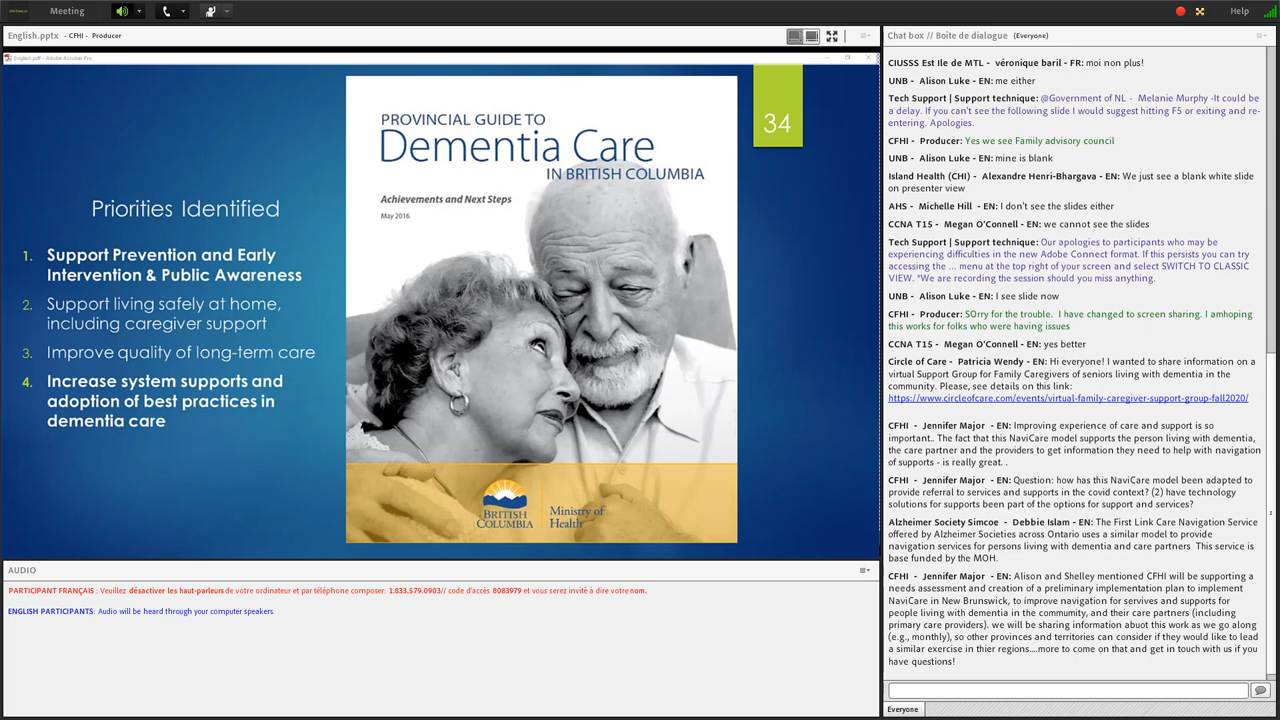 Meeting
Help
English.pptx - CFHI - Producer
English.pdf - Adobe Acrobat Pro
34
Priorities Identified
1. Support Prevention and Early
Intervention & Public Awareness
2. Support living safely at home,
including caregiver support
3. Improve quality of long-term care
4. Increase system supports and
adoption of best practices in
dementia care
PROVINCIAL GUIDE TO
Dementia Care
IN BRITISH COLUMBIA
Achievements and Next Steps
May 2016
BRITISH
COLUMBIA
Ministry of
Health
AUDIO
PARTICIPANT FRANÇAIS : Veuillez désactiver les haut-parleurs de votre ordinateur et par téléphone composer: 1.833.579.0903// code d'accès 8083979 et vous serez invité à dire votre nom.
ENGLISH PARTICIPANTS: Audio will be heard through your computer speakers.
Chat box // Boîte de dialogue (Everyone)
CIUSSS Est Ile de MTL - véronique baril - FR: moi non plus!
UNB - Alison Luke - EN: me either
Tech Support | Support technique: @Government of NL - Melanie Murphy -It could be
a delay. If you can't see the following slide I would suggest hitting F5 or exiting and re-
entering. Apologies.
CFHI - Producer: Yes we see Family advisory council
UNB - Alison Luke - EN: mine is blank
Island Health (CHI) - Alexandre Henri-Bhargava - EN: We just see a blank white slide
on presenter view
AHS - Michelle Hill - EN: I don't see the slides either
CCNA T15 - Megan O'Connell - EN: we cannot see the slides
Tech Support | Support technique: Our apologies to participants who may be
experiencing difficulties in the new Adobe Connect format. If this persists you can try
accessing the ... menu at the top right of your screen and select SWITCH TO CLASSIC
VIEW. *We are recording the session should you miss anything.
UNB - Alison Luke - EN: I see slide now
CFHI - Producer: SOrry for the trouble. I have changed to screen sharing. I amhoping
this works for folks who were having issues
CCNA T15 - Megan O'Connell - EN: yes better
Circle of Care - Patricia Wendy - EN: Hi everyone! I wanted to share information on a
virtual Support Group for Family Caregivers of seniors living with dementia in the
community. Please, see details on this link:
https://www.circleofcare.com/events/virtual-family-caregiver-support-group-fall2020/
CFHI - Jennifer Major - EN: Improving experience of care and support is so
important.. The fact that this NaviCare model supports the person living with dementia,
the care partner and the providers to get information they need to help with navigation
of supports - is really great. .
CFHI - Jennifer Major - EN: Question: how has this NaviCare model been adapted to
provide referral to services and supports in the covid context? (2) have technology
solutions for supports been part of the options for support and services?
Alzheimer Society Simcoe - Debbie Islam - EN: The First Link Care Navigation Service
offered by Alzheimer Societies across Ontario uses a similar model to provide
navigation services for persons living with dementia and care partners This service is
base funded by the MOH.
CFHI - Jennifer Major - EN: Alison and Shelley mentioned CFHI will be supporting a
needs assessment and creation of a preliminary implementation plan to implement
NaviCare in New Brunswick, to improve navigation for servives and supports for
people living with dementia in the commumity, and their care partners (including
primary care providers). we will be sharing information abuot this work as we go along
(e.g., monthly), so other provinces and territories can consider if they would like to lead
a similar exercise in thier regions....more to come on that and get in touch with us if you
have questions!
Everyone